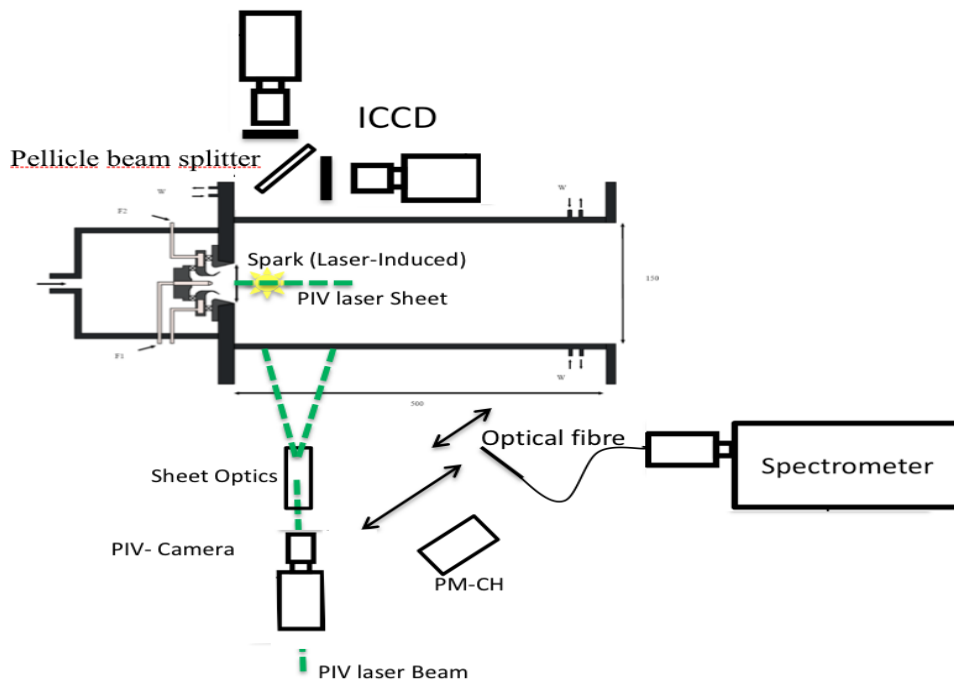 ICCD
Pellicle beam splitter
W
W
F2
Spark (Laser-Induced)
PIV laser Sheet
150
F1
W
500
Optical fibre
Spectrometer
Sheet Optics
PIV- Camera
PM-CH
PIV laser Beam